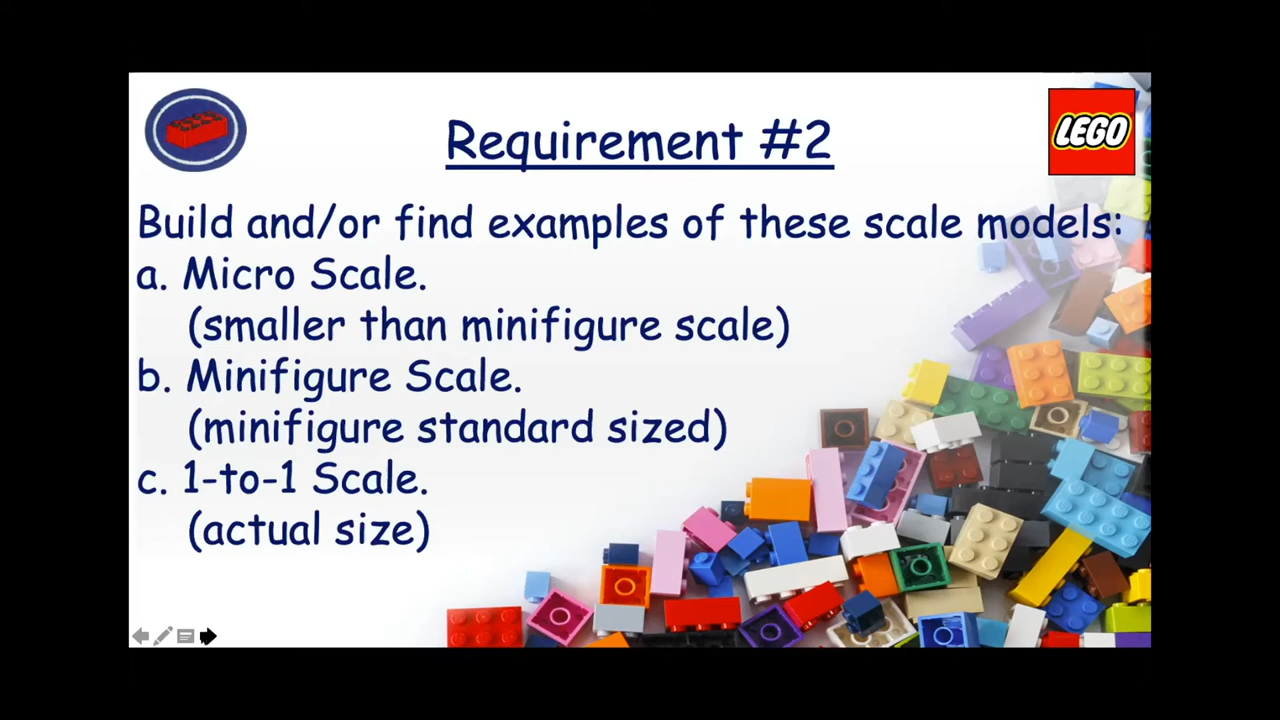 Requirement #2
LEGO
Build and/or find examples of these scale models:
a. Micro Scale.
(smaller than minifigure scale)
b. Minifigure Scale.
(minifigure standard sized)
c. 1-to-1 Scale.
(actual size)